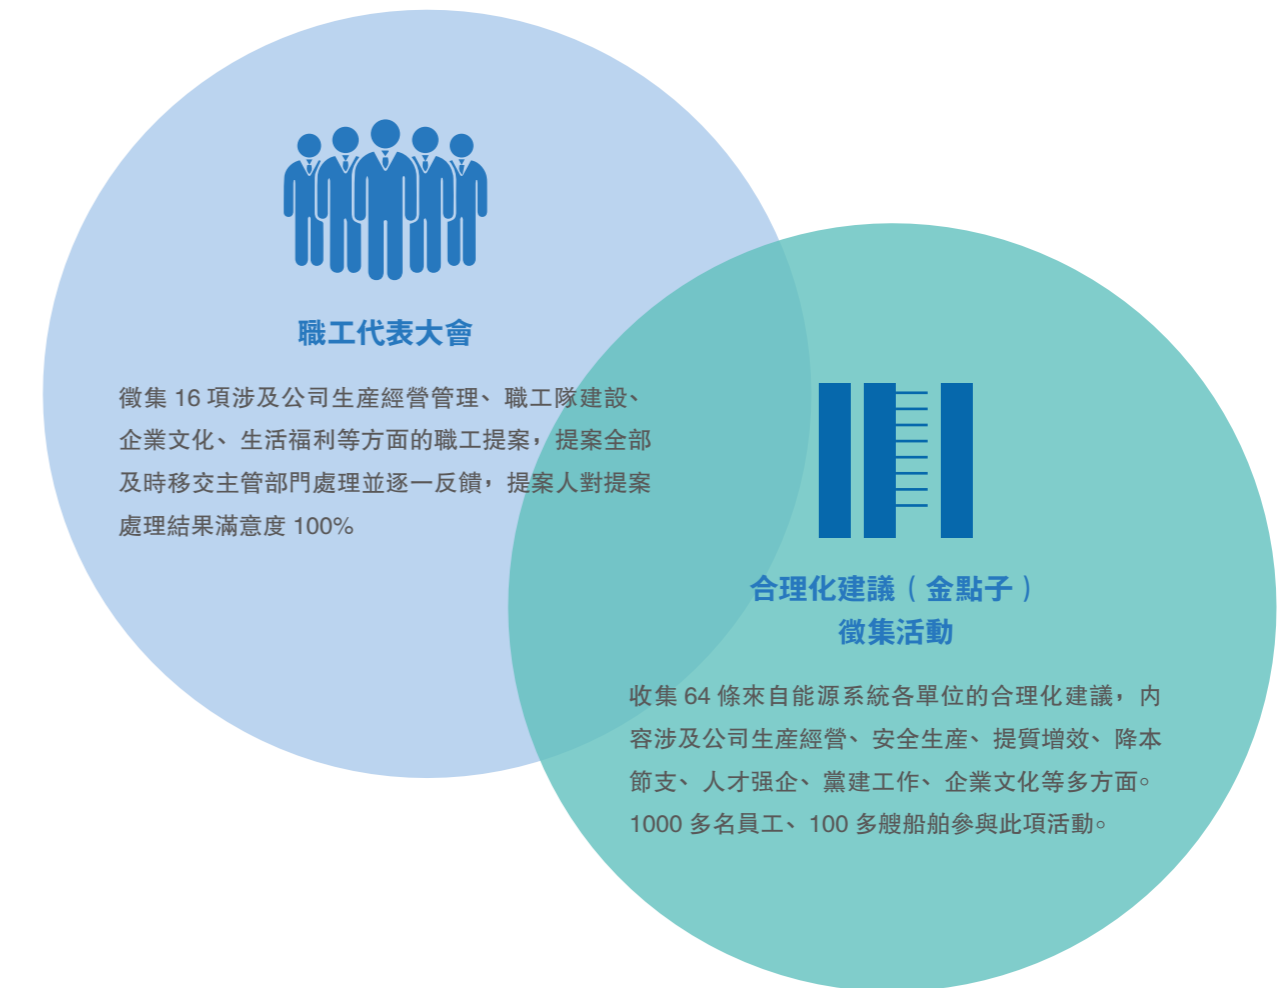 職工代表大會
徵集 16 項涉及公司生産經營管理、職工隊建設、
企業文化、生活福利等方面的職工提案，提案全部
及時移交主管部門處理並逐一反饋，提案人對提案
處理結果滿意度 100%
合理化建議（金點子）
徵集活動
收集 64 條來自能源系統各單位的合理化建議，内
容涉及公司生産經營、安全生産、提質增效、降本
節支、人才强企、黨建工作、企業文化等多方面。
1000 多名員工、100 多艘船舶參與此項活動。